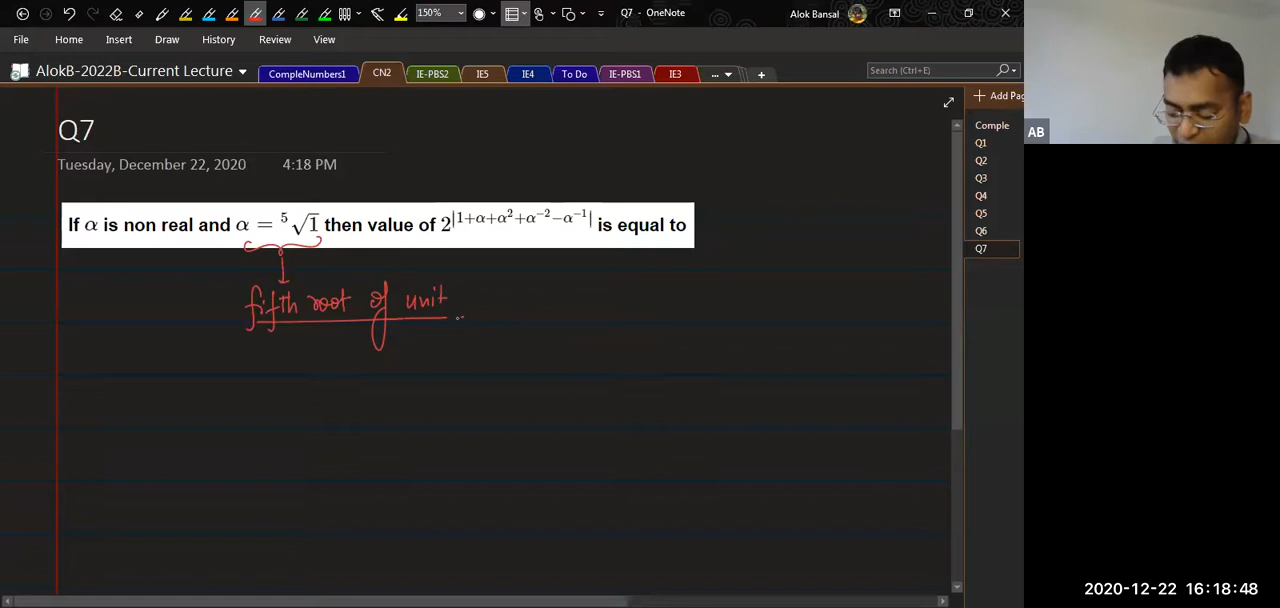 150%
Q7 - OneNote
Alok Bansal
File Home Insert Draw History Review View
AlokB-2022B-Current Lecture CompleNumbers1 CN2 IE-PBS2 IE5 IE4 To Do IE-PBS1 IE3 ... Search (Ctrl+E)
Add Pag
AB
Comple
Q1
Q2
Q3
Q4
Q5
Q6
Q7
Q7
Tuesday, December 22, 2020 4:18 PM
If α is non real and α = ⁵√1 then value of 2^|1+α+α²+α⁻²−α⁻¹| is equal to
fifth root of unit
2020-12-22 16:18:48